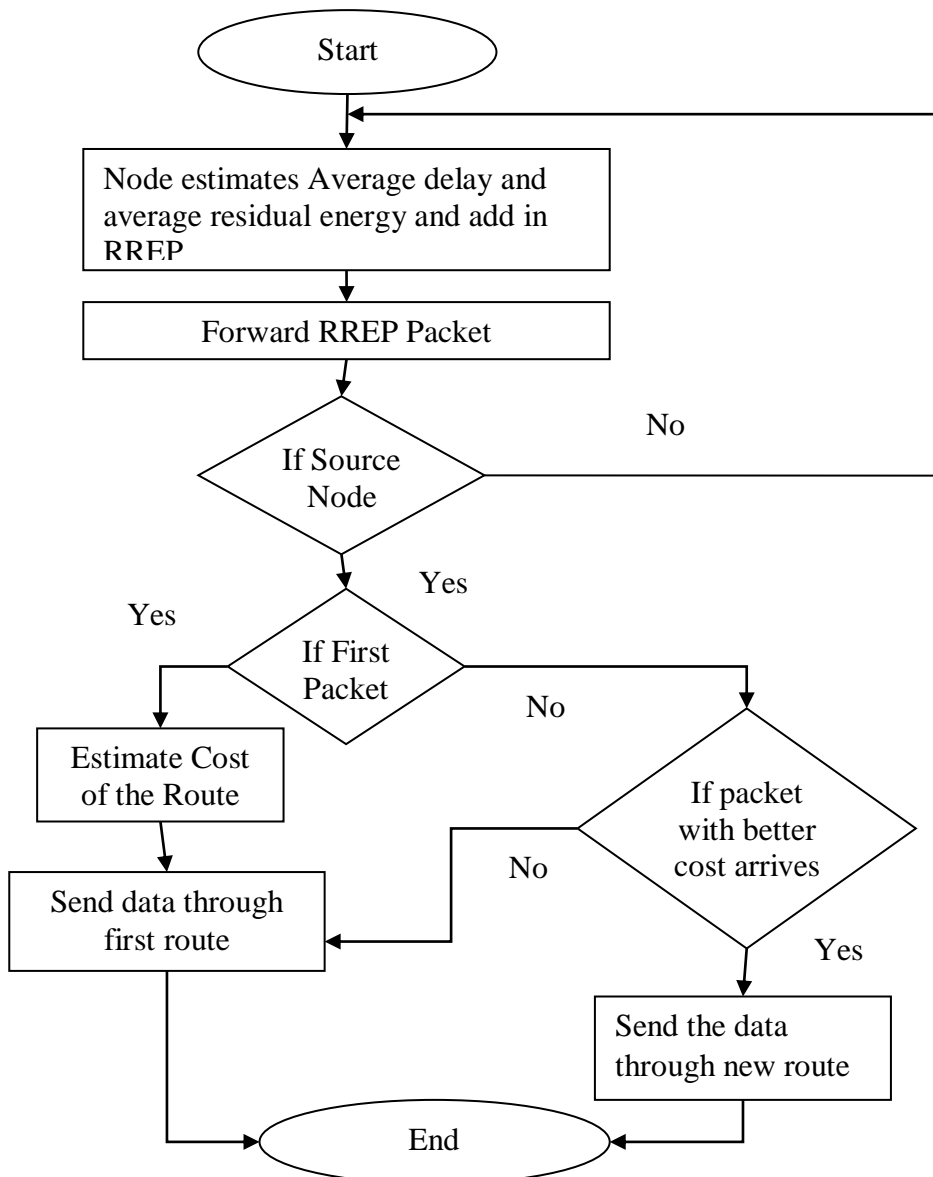 Start
Node estimates Average delay and
average residual energy and add in
RREP
Forward RREP Packet
If Source
Node
No
Yes
Yes
If First
Packet
No
Estimate Cost
of the Route
If packet
with better
cost arrives
No
Yes
Send data through
first route
Send the data
through new route
End